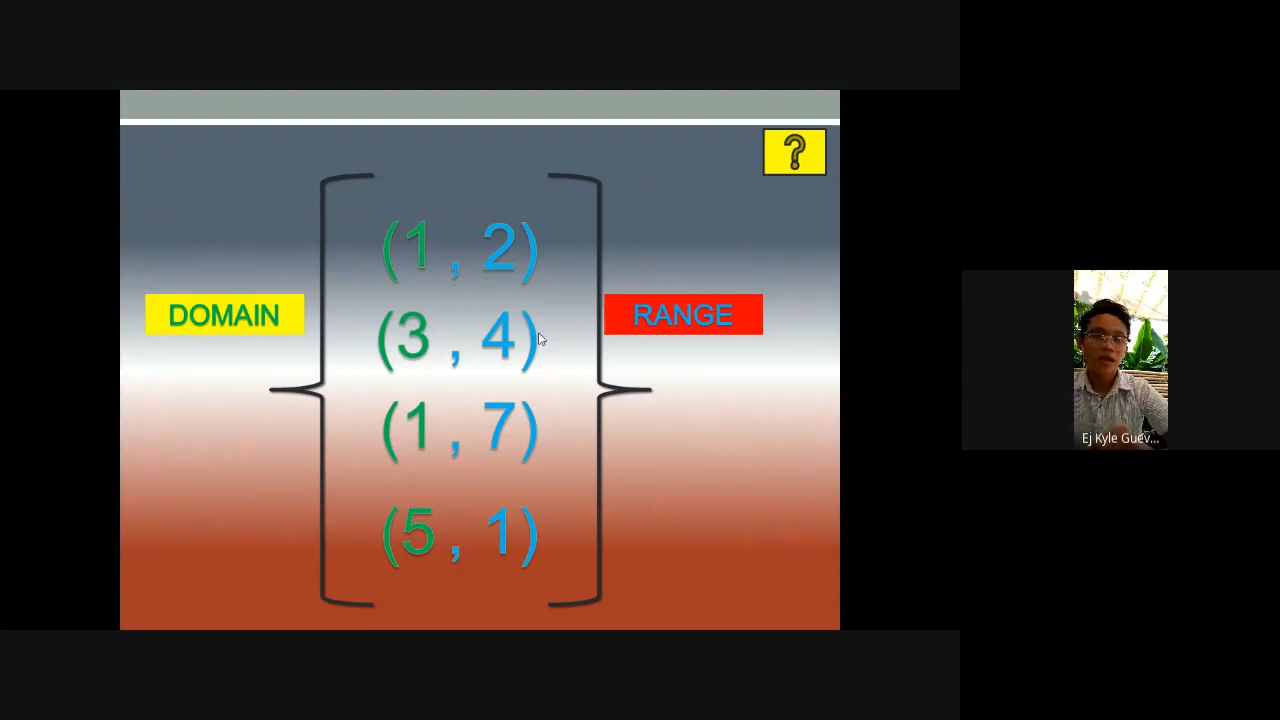 ?
(1 , 2)
DOMAIN
RANGE
(3 , 4)
(1 , 7)
(5 , 1)
Ej Kyle Guev...